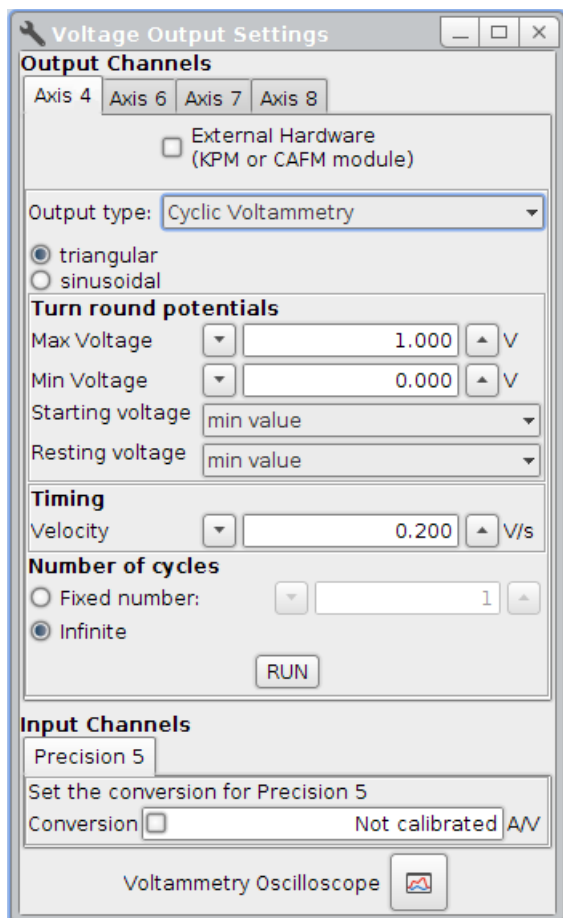 Voltage Output Settings
Output Channels
Axis 4 Axis 6 Axis 7 Axis 8
External Hardware
(KPM or CAFM module)
Output type: Cyclic Voltammetry
triangular
sinusoidal
Turn round potentials
Max Voltage 1.000 V
Min Voltage 0.000 V
Starting voltage min value
Resting voltage min value
Timing
Velocity 0.200 V/s
Number of cycles
Fixed number: 1
Infinite
RUN
Input Channels
Precision 5
Set the conversion for Precision 5
Conversion Not calibrated A/V
Voltammetry Oscilloscope